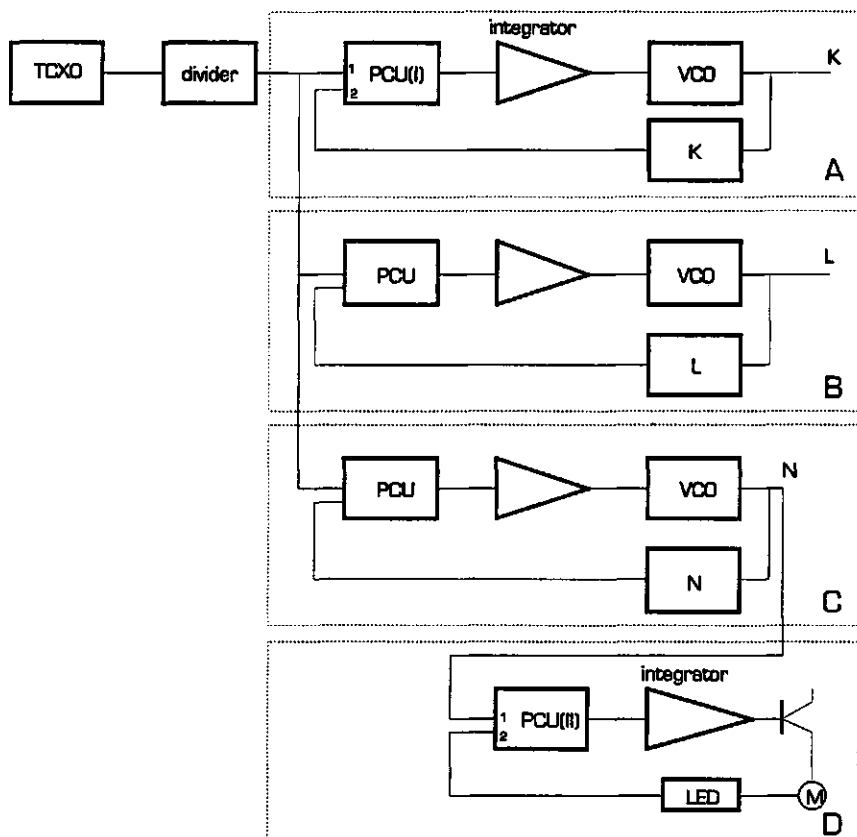 integrator
TCXO
divider
1
2
PCU(I)
VCO
K
K
A
PCU
VCO
L
L
B
PCU
VCO
N
N
C
integrator
1
2
PCU(II)
LED
M
D